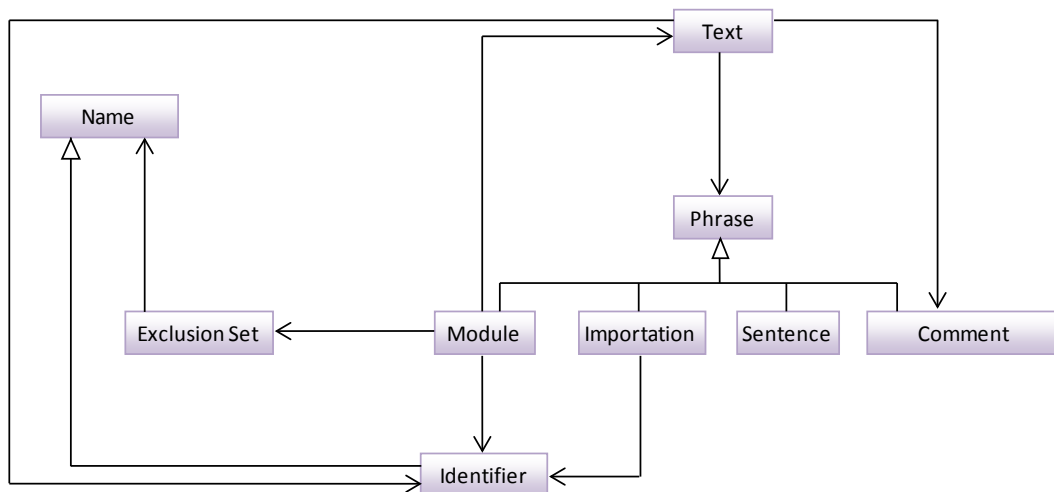 Text
Name
Phrase
Exclusion Set
Module
Importation
Sentence
Comment
Identifier